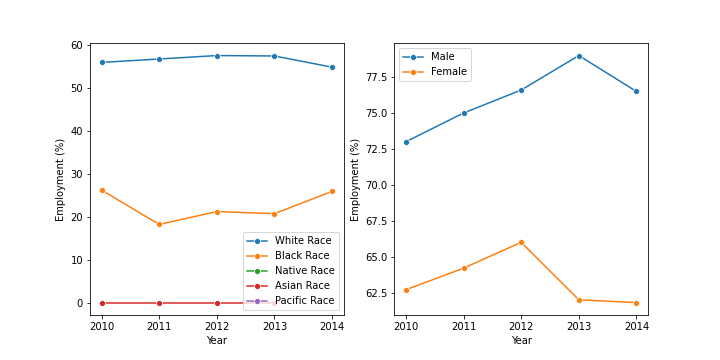 60
50
40
30
20
10
0
Employment (%)
2010 2011 2012 2013 2014
Year
White Race
Black Race
Native Race
Asian Race
Pacific Race
77.5
75.0
72.5
70.0
67.5
65.0
62.5
Employment (%)
2010 2011 2012 2013 2014
Year
Male
Female